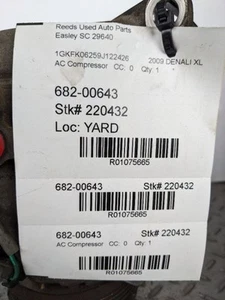 Reeds Used Auto Parts
Easley SC 29640
1GKFK06259J122426 2009 DENALI XL
AC Compressor CC: 0 Qty: 1
682-00643
Stk# 220432
Loc: YARD
R01075665
682-00643 Stk# 220432
R01075665
682-00643 Stk# 220432
AC Compressor CC: 0 Qty: 1
R01075665